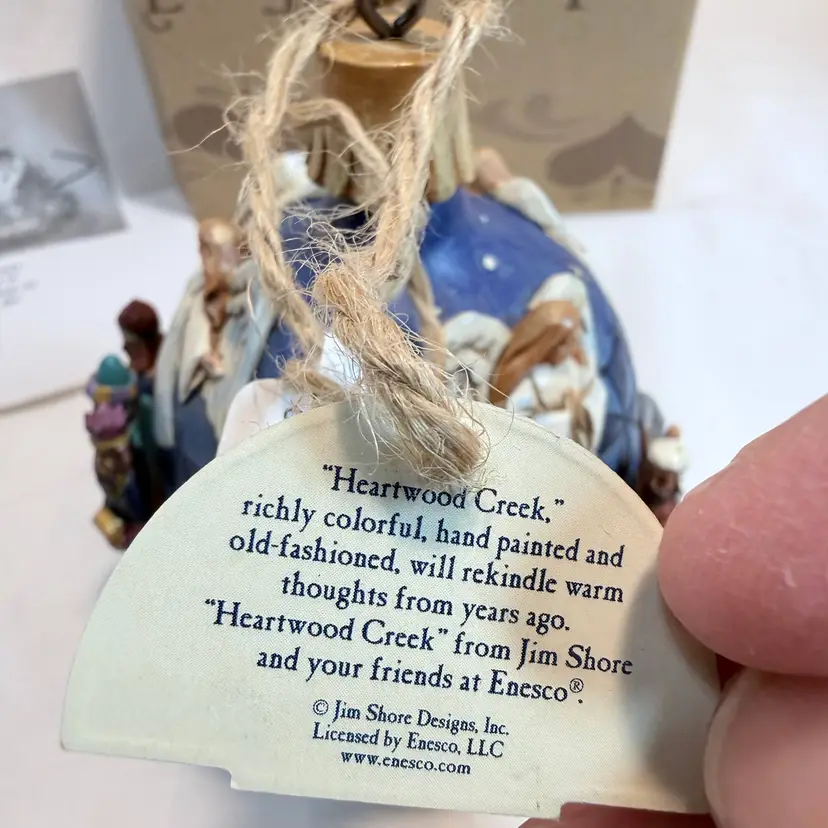 "Heartwood Creek,"
richly colorful, hand painted and
old-fashioned, will rekindle warm
thoughts from years ago.
"Heartwood Creek" from Jim Shore
and your friends at Enesco®.
© Jim Shore Designs, Inc.
Licensed by Enesco, LLC
www.enesco.com